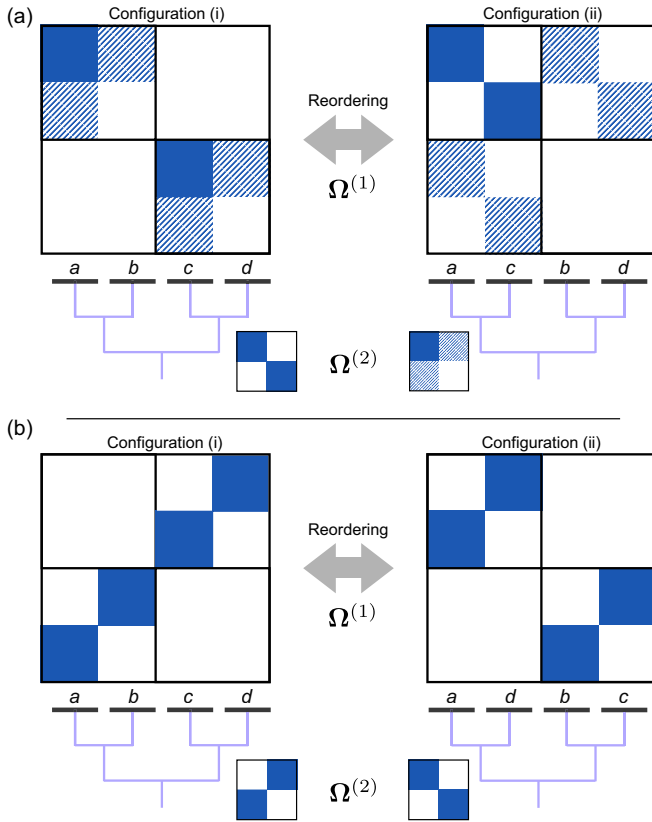 (a)
Configuration (i)
Configuration (ii)
Reordering
Ω(1)
a b c d
a c b d
Ω(2)
(b)
Configuration (i)
Configuration (ii)
Reordering
Ω(1)
a b c d
a d b c
Ω(2)